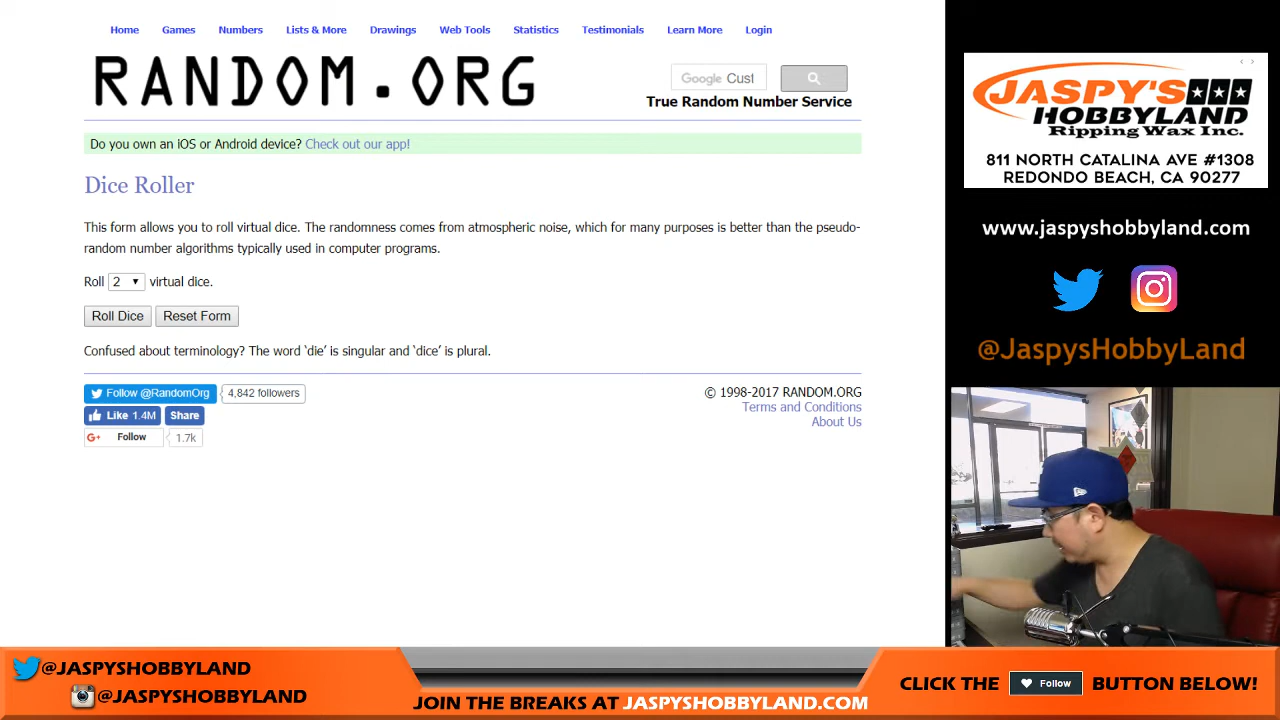 Home Games Numbers Lists & More Drawings Web Tools Statistics Testimonials Learn More Login
RANDOM.ORG
Google Cust
True Random Number Service
Do you own an iOS or Android device? Check out our app!
Dice Roller
This form allows you to roll virtual dice. The randomness comes from atmospheric noise, which for many purposes is better than the pseudo-
random number algorithms typically used in computer programs.
Roll 2 virtual dice.
Roll Dice Reset Form
Confused about terminology? The word ‘die’ is singular and ‘dice’ is plural.
Follow @RandomOrg 4,842 followers
Like 1.4M Share
G+ Follow 1.7k
© 1998-2017 RANDOM.ORG
Terms and Conditions
About Us
JASPY'S
HOBBYLAND
Ripping Wax Inc.
811 NORTH CATALINA AVE #1308
REDONDO BEACH, CA 90277
www.jaspyshobbyland.com
@JaspysHobbyLand
@JASPYSHOBBYLAND
@JASPYSHOBBYLAND
JOIN THE BREAKS AT JASPYSHOBBYLAND.COM
CLICK THE Follow BUTTON BELOW!